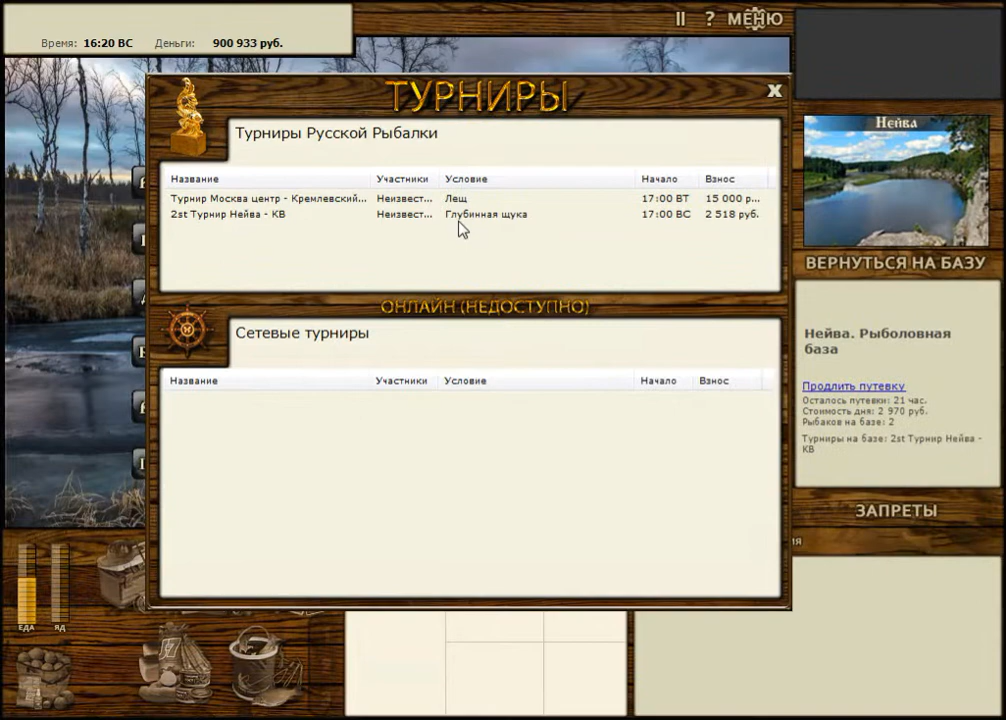 Время: 16:20 ВС Деньги: 900 933 руб.
? МЕНЮ
ТУРНИРЫ
X
Турниры Русской Рыбалки
Название Участники Условие Начало Взнос
Турнир Москва центр - Кремлевский... Неизвест... Лещ 17:00 ВТ 15 000 р...
2st Турнир Нейва - КВ Неизвест... Глубинная щука 17:00 ВС 2 518 руб.
ОНЛАЙН (НЕДОСТУПНО)
Сетевые турниры
Название Участники Условие Начало Взнос
Нейва
ВЕРНУТЬСЯ НА БАЗУ
Нейва. Рыболовная
база
Продлить путевку
Осталось путевки: 21 час.
Стоимость дня: 2 970 руб.
Рыбаков на базе: 2
Турниры на базе: 2st Турнир Нейва -
КВ
ЗАПРЕТЫ
ия
ЕДА
ЯД